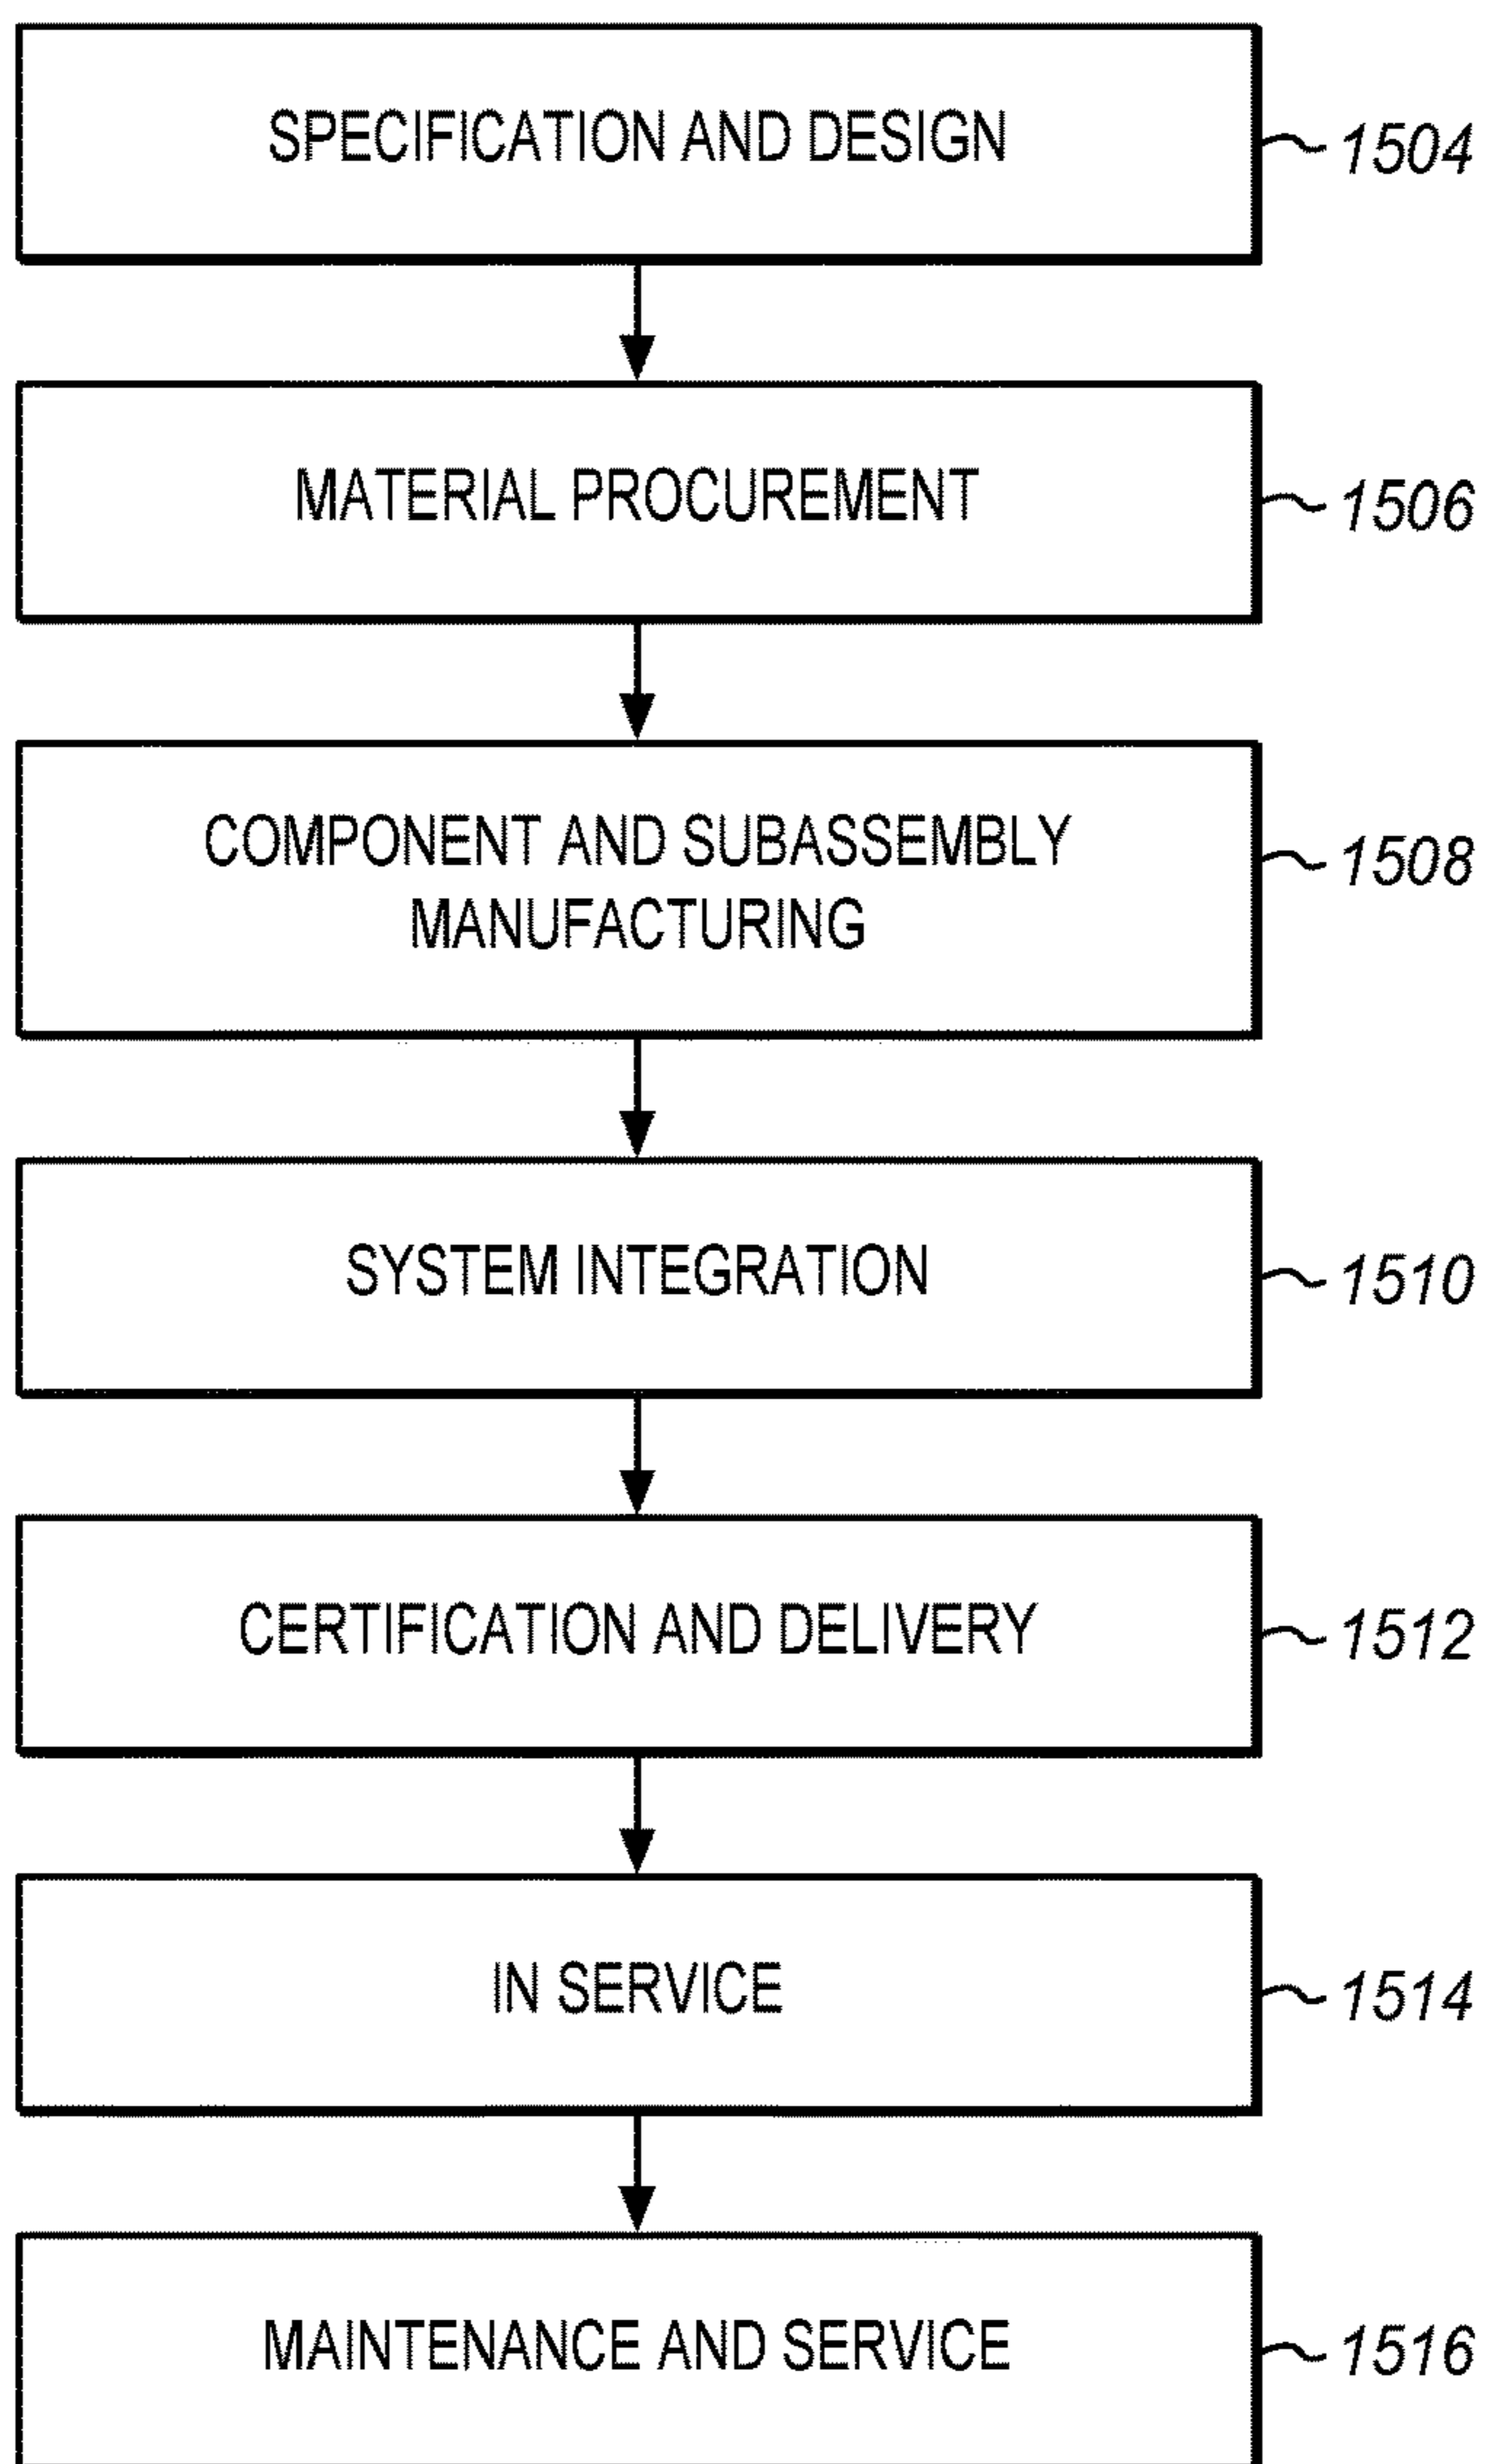 SPECIFICATION AND DESIGN
1504
MATERIAL PROCUREMENT
1506
COMPONENT AND SUBASSEMBLY
MANUFACTURING
1508
SYSTEM INTEGRATION
1510
CERTIFICATION AND DELIVERY
1512
IN SERVICE
1514
MAINTENANCE AND SERVICE
1516